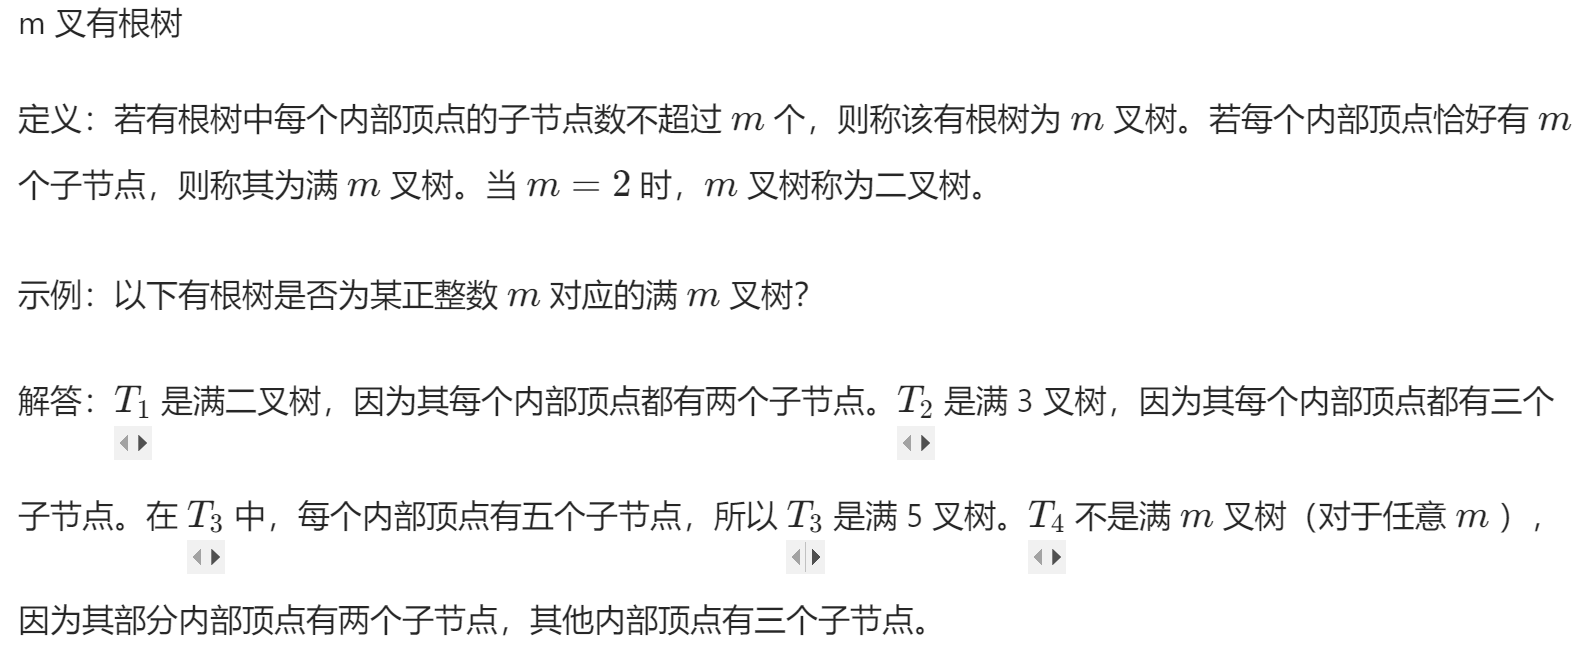 m 叉有根树
定义：若有根树中每个内部顶点的子节点数不超过 m 个，则称该有根树为 m 叉树。若每个内部顶点恰好有 m
个子节点，则称其为满 m 叉树。当 m = 2 时，m 叉树称为二叉树。
示例：以下有根树是否为某正整数 m 对应的满 m 叉树？
解答：T₁ 是满二叉树，因为其每个内部顶点都有两个子节点。T₂ 是满 3 叉树，因为其每个内部顶点都有三个
子节点。在 T₃ 中，每个内部顶点有五个子节点，所以 T₃ 是满 5 叉树。T₄ 不是满 m 叉树（对于任意 m ），
因为其部分内部顶点有两个子节点，其他内部顶点有三个子节点。